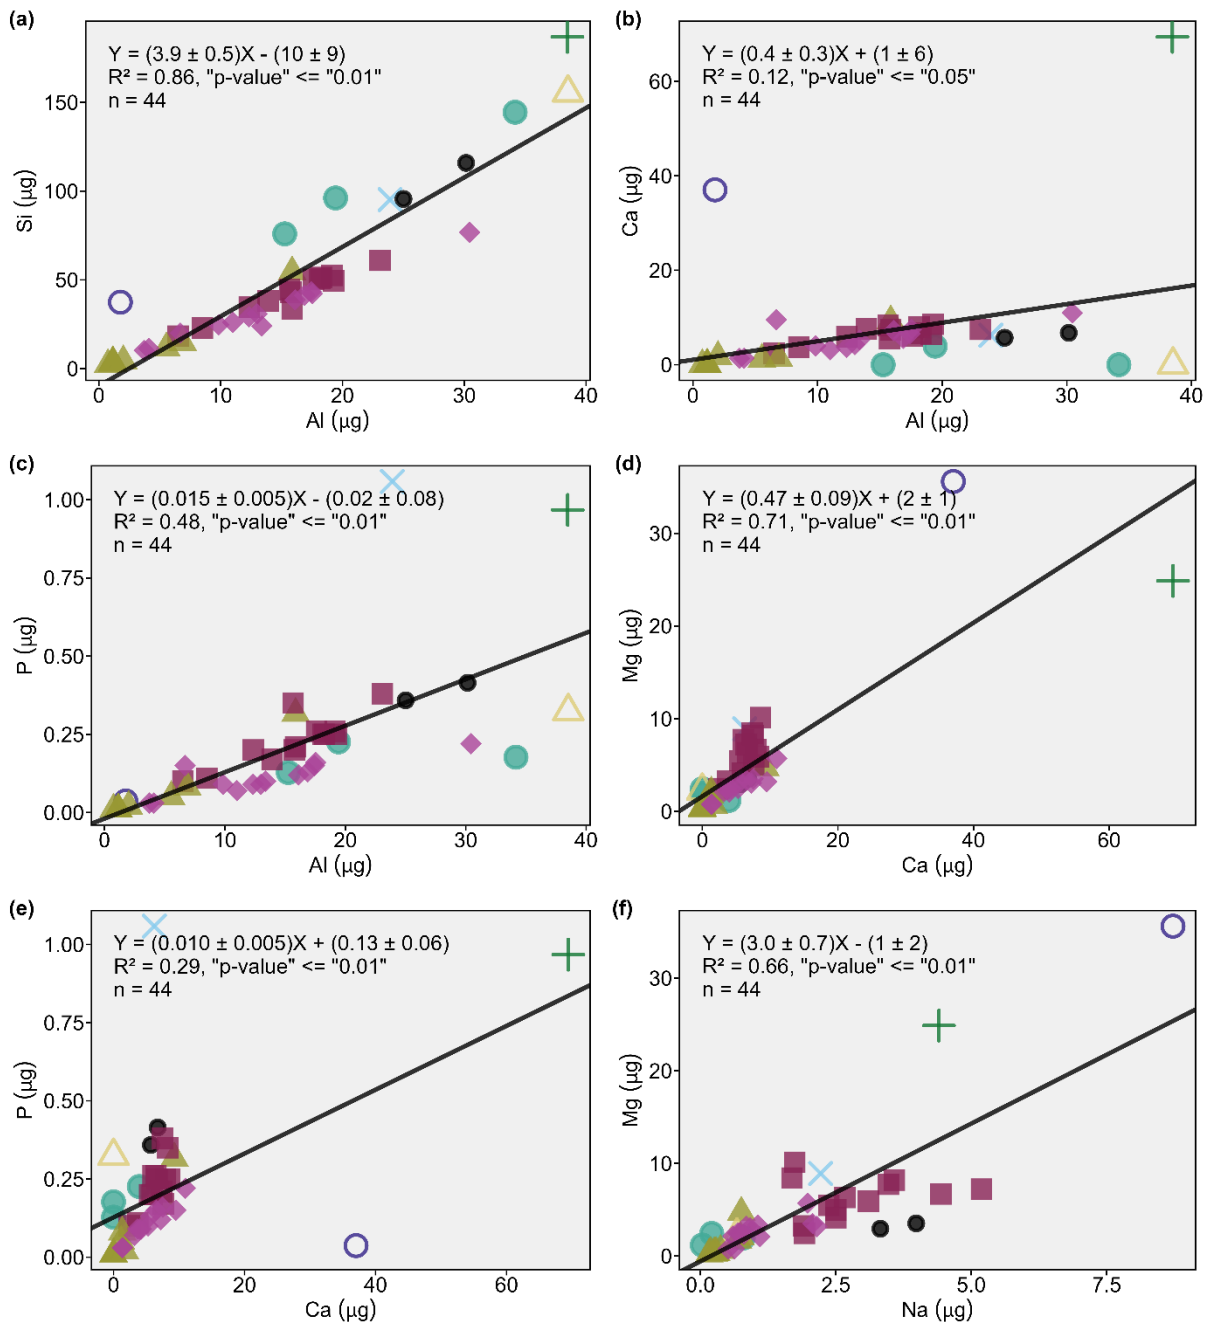 (a)
Y = (3.9 ± 0.5)X - (10 ± 9)
R² = 0.86, "p-value" <= "0.01"
n = 44
150
100
50
0
Si (µg)
0 10 20 30 40
Al (µg)
(b)
Y = (0.4 ± 0.3)X + (1 ± 6)
R² = 0.12, "p-value" <= "0.05"
n = 44
60
40
20
0
Ca (µg)
0 10 20 30 40
Al (µg)
(c)
Y = (0.015 ± 0.005)X - (0.02 ± 0.08)
R² = 0.48, "p-value" <= "0.01"
n = 44
1.00
0.75
0.50
0.25
0.00
P (µg)
0 10 20 30 40
Al (µg)
(d)
Y = (0.47 ± 0.09)X + (2 ± 1)
R² = 0.71, "p-value" <= "0.01"
n = 44
30
20
10
0
Mg (µg)
0 20 40 60
Ca (µg)
(e)
Y = (0.010 ± 0.005)X + (0.13 ± 0.06)
R² = 0.29, "p-value" <= "0.01"
n = 44
1.00
0.75
0.50
0.25
0.00
P (µg)
0 20 40 60
Ca (µg)
(f)
Y = (3.0 ± 0.7)X - (1 ± 2)
R² = 0.66, "p-value" <= "0.01"
n = 44
30
20
10
0
Mg (µg)
0.0 2.5 5.0 7.5
Na (µg)